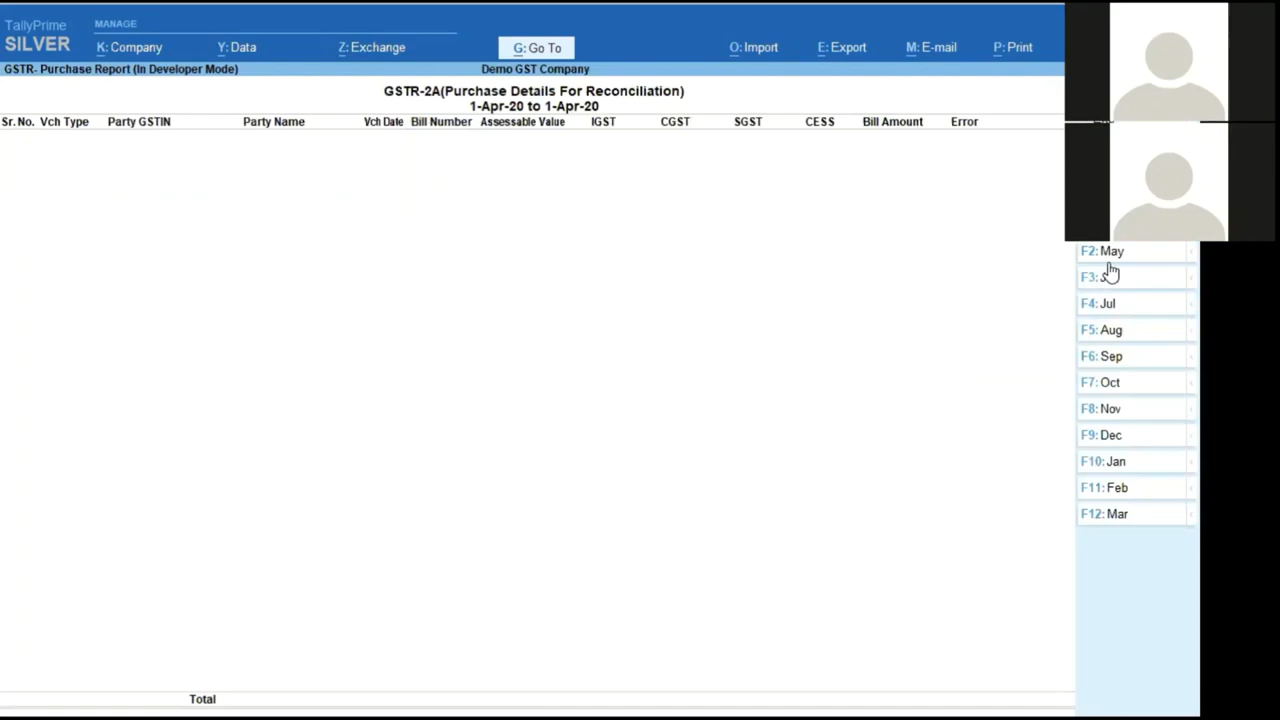 TallyPrime
SILVER
MANAGE
K: Company Y: Data Z: Exchange G: Go To O: Import E: Export M: E-mail P: Print
GSTR- Purchase Report (In Developer Mode) Demo GST Company
GSTR-2A(Purchase Details For Reconciliation)
1-Apr-20 to 1-Apr-20
Sr. No. Vch Type Party GSTIN Party Name Vch Date Bill Number Assessable Value IGST CGST SGST CESS Bill Amount Error
F2: May
F3:
F4: Jul
F5: Aug
F6: Sep
F7: Oct
F8: Nov
F9: Dec
F10: Jan
F11: Feb
F12: Mar
Total